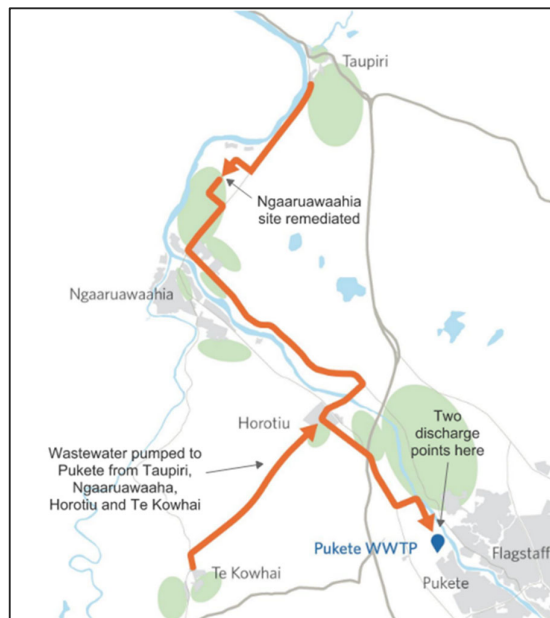 Taupiri
Ngaaruawaahia
site remediated
Ngaaruawaahia
Horotiu
Two
discharge
points here
Wastewater pumped to
Pukete from Taupiri,
Ngaaruawaaha,
Horotiu and Te Kowhai
Pukete WWTP
Flagstaff
Te Kowhai
Pukete